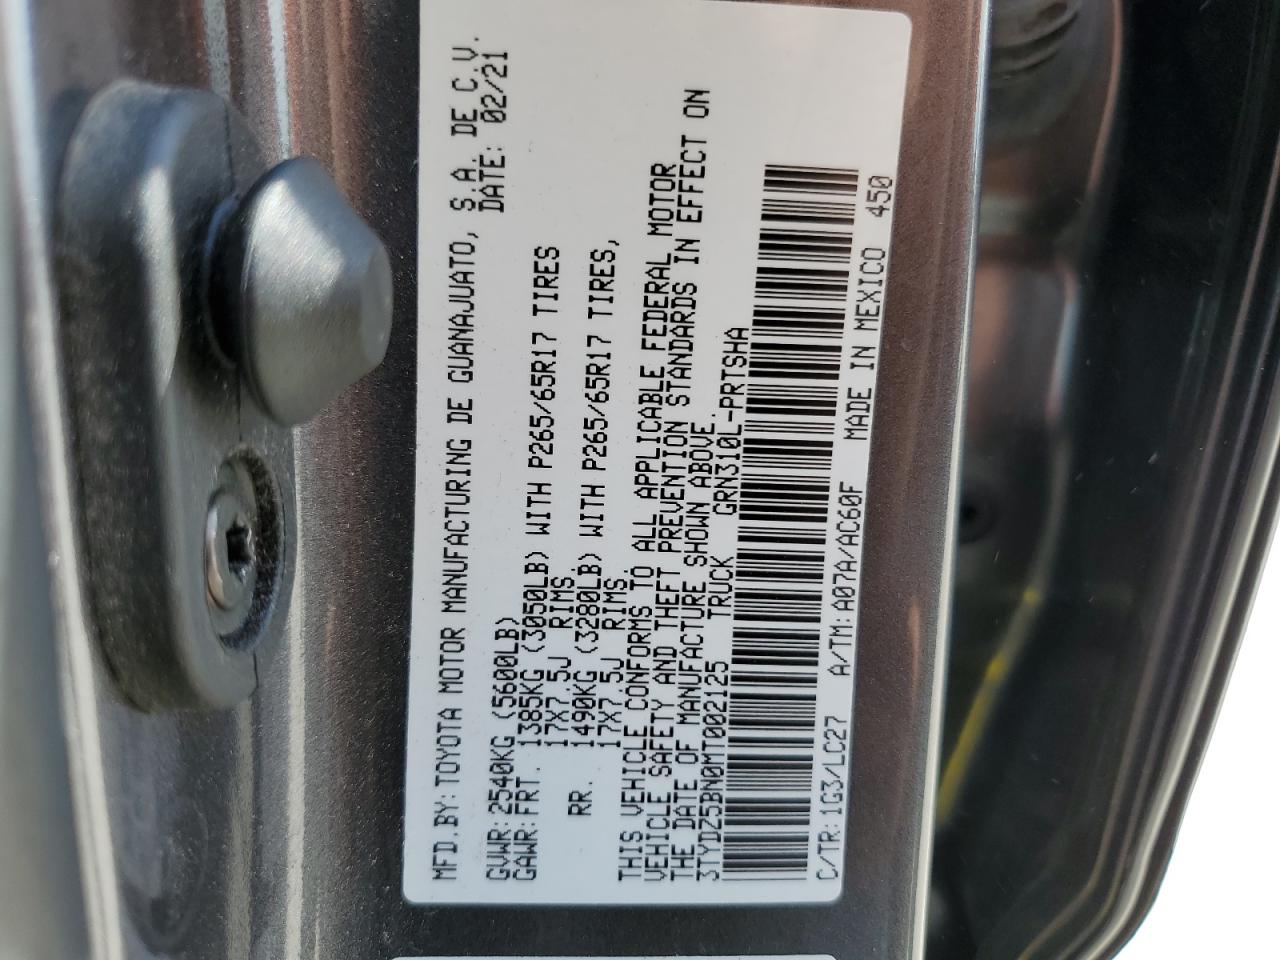 MFD.BY: TOYOTA MOTOR MANUFACTURING DE GUANAJUATO, S.A. DE C.V.
DATE: 02/21
GVWR: 2540KG (5600LB)
GAWR: FRT. 1385KG (3050LB) WITH P265/65R17 TIRES
17X7.5J RIMS,
RR. 1490KG (3280LB) WITH P265/65R17 TIRES,
17X7.5J RIMS.
THIS VEHICLE CONFORMS TO ALL APPLICABLE FEDERAL MOTOR
VEHICLE SAFETY AND THEFT PREVENTION STANDARDS IN EFFECT ON
THE DATE OF MANUFACTURE SHOWN ABOVE.
3TYDZ5BN0MT002125 TRUCK GRN310L-PRTSHA
C/TR: 1G3/LC27 A/TM: A07A/AC60F MADE IN MEXICO 450